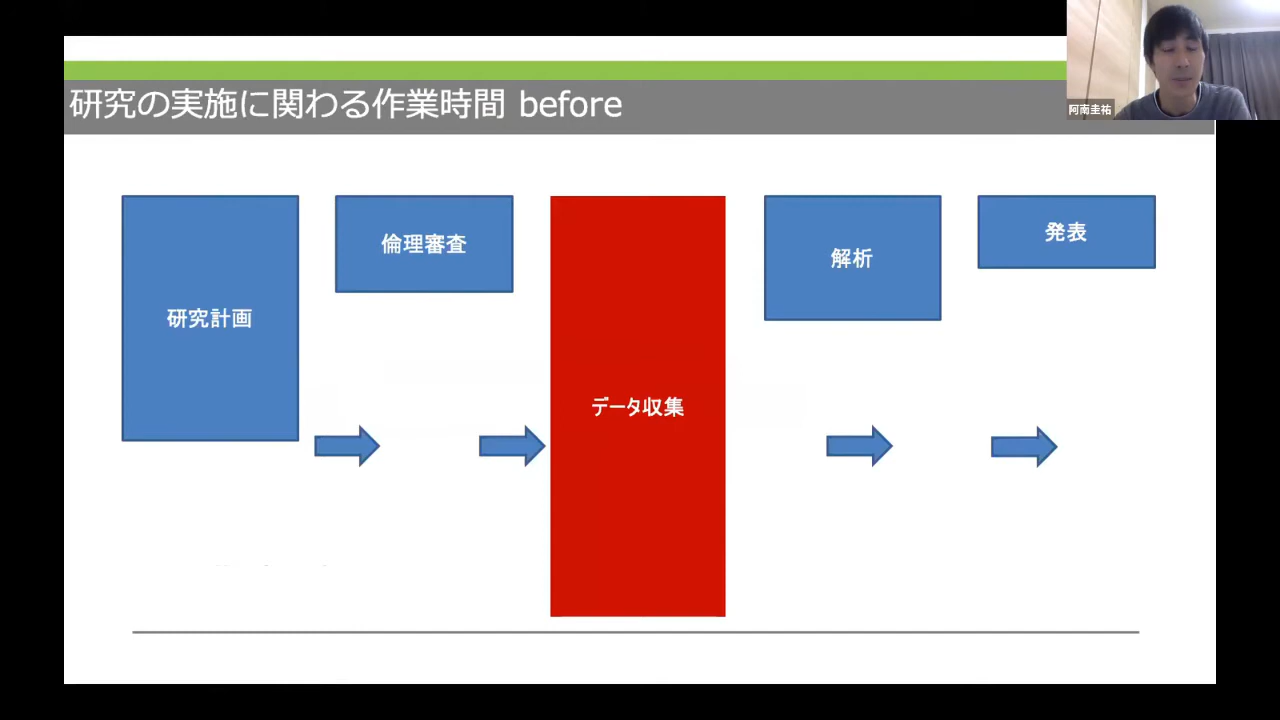 研究の実施に関わる作業時間 before
阿南圭祐
研究計画
倫理審査
データ収集
解析
発表